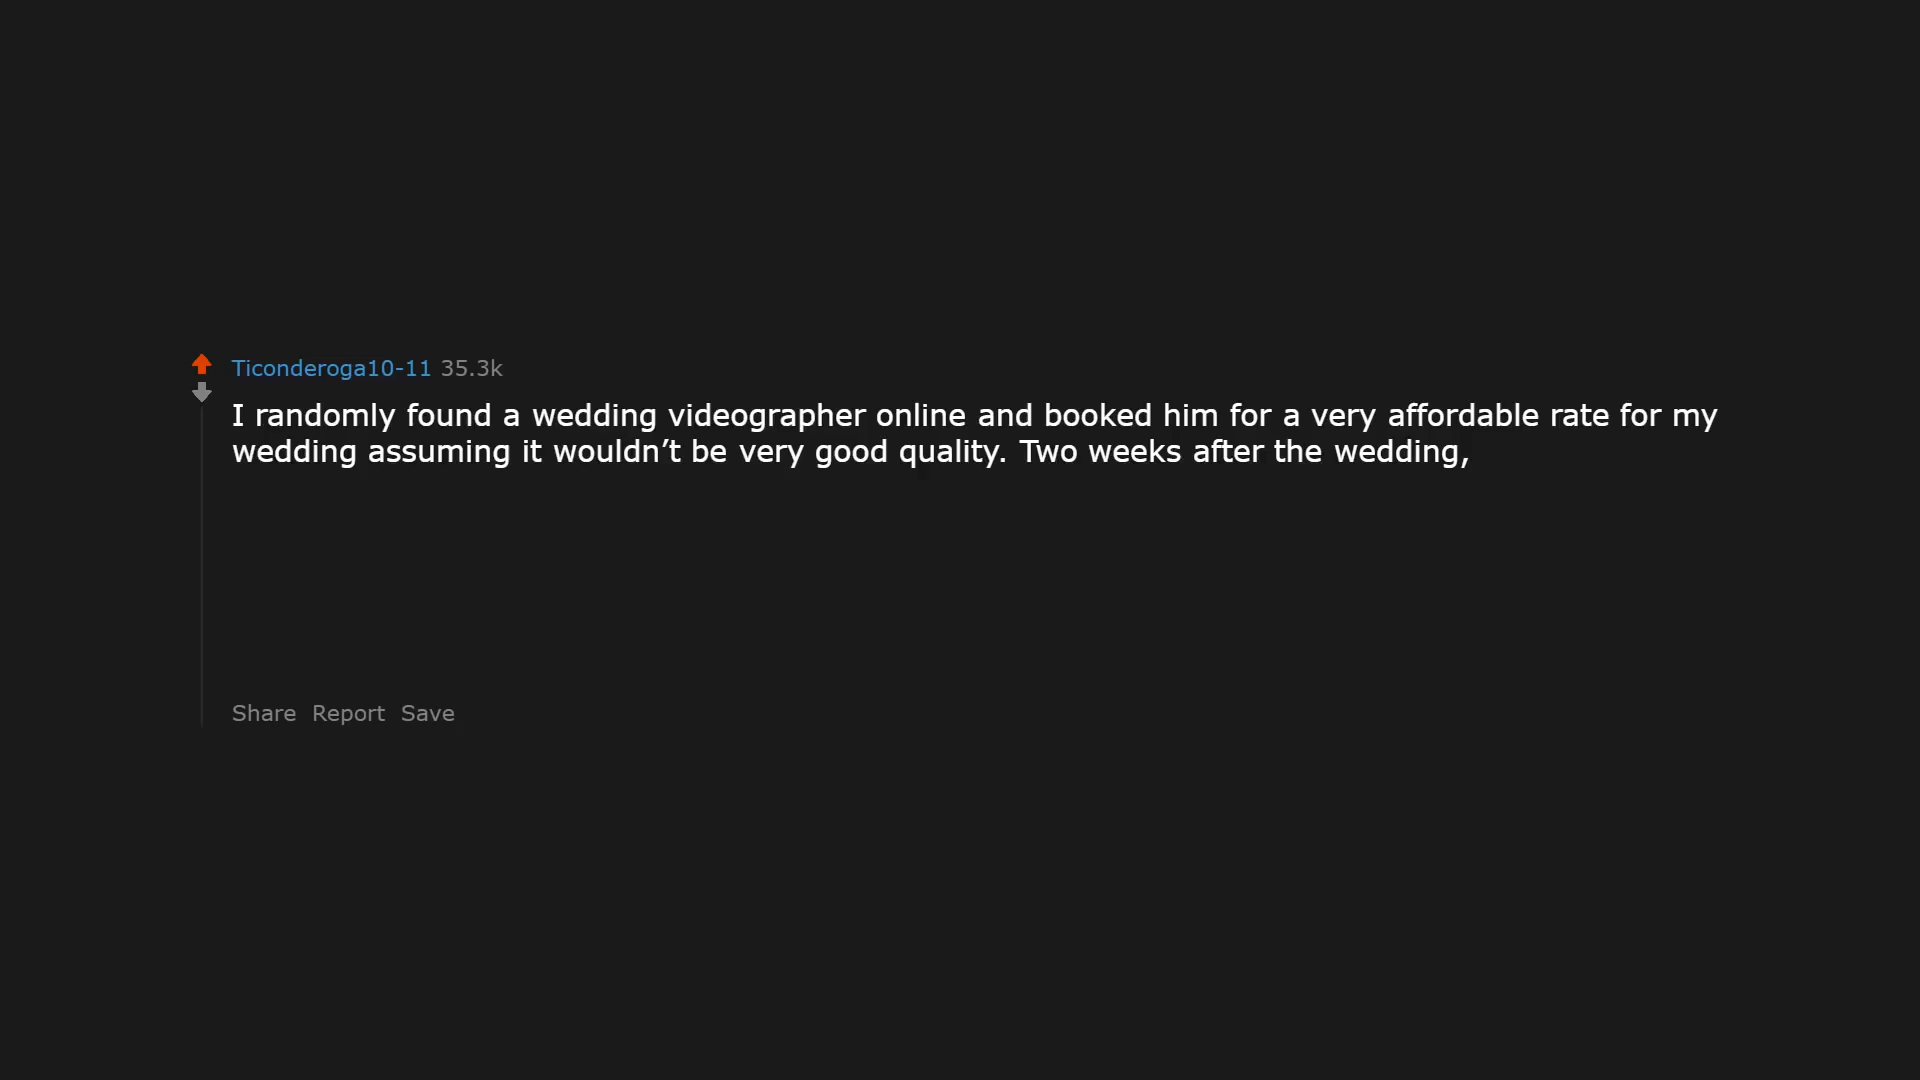 Ticonderoga10-11 35.3k
I randomly found a wedding videographer online and booked him for a very affordable rate for my
wedding assuming it wouldn’t be very good quality. Two weeks after the wedding,
Share Report Save